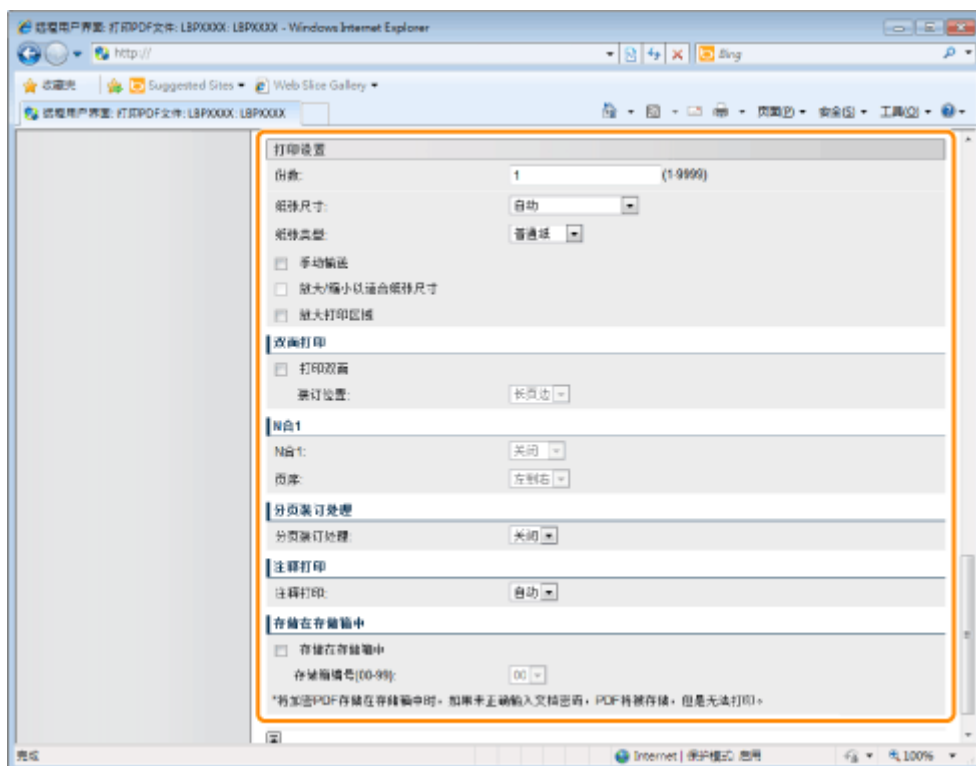 远程用户界面: 打印PDF文件: LBPXXXX: LBPXXXX - Windows Internet Explorer
http://
Bing
收藏夹 Suggested Sites Web Slice Gallery
远程用户界面: 打印PDF文件: LBPXXXX: LBPXXXX 页面(P) 安全(S) 工具(O)
打印设置
份数: 1 (1-9999)
纸张尺寸: 自动
纸张类型: 普通纸
手动输送
放大/缩小以适合纸张尺寸
放大打印区域
双面打印
打印双面
装订位置: 长页边
N合1
N合1: 关闭
页序: 左到右
分页装订处理
分页装订处理: 关闭
注释打印
注释打印: 自动
存储在存储箱中
存储在存储箱中
存储箱编号(00-99): 00
*将加密PDF存储在存储箱中时，如果未正确输入文档密码，PDF将被存储，但是无法打印。
完成 Internet | 保护模式: 启用 100%